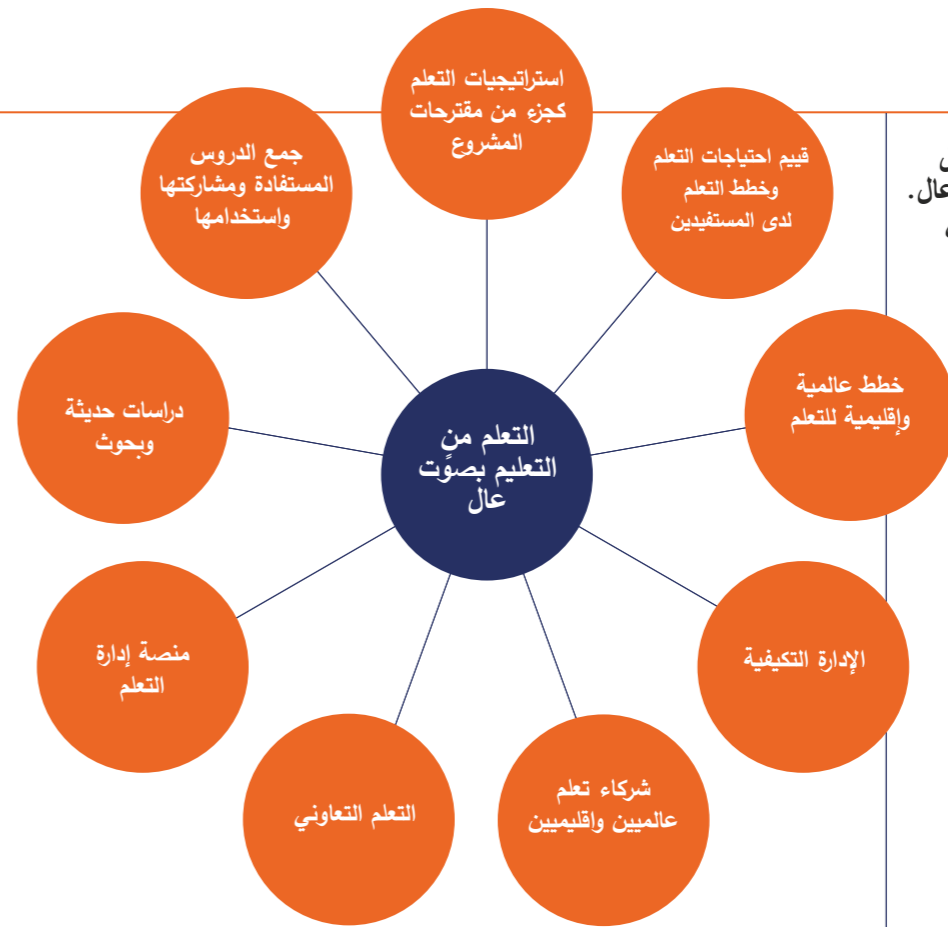 استراتيجيات التعلم
كجزء من مقترحات
المشروع
قييم احتياجات التعلم
وخطط التعلم
لدى المستفيدين
خطط عالمية
وإقليمية للتعلم
الإدارة التكيفية
شركاء تعلم
عالميين واقليميين
التعلم التعاوني
منصة إدارة
التعلم
دراسات حديثة
وبحوث
جمع الدروس
المستفادة ومشاركتها
واستخدامها
التعلم من
التعليم بصوًت
عال
عال.